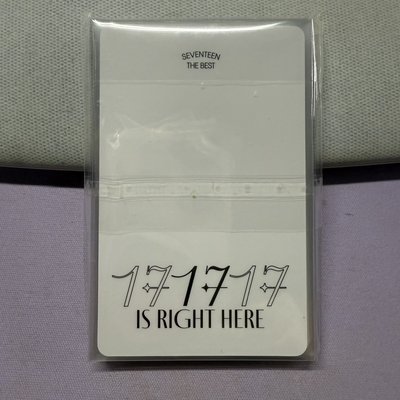 SEVENTEEN
THE BEST
17 17 17
IS RIGHT HERE